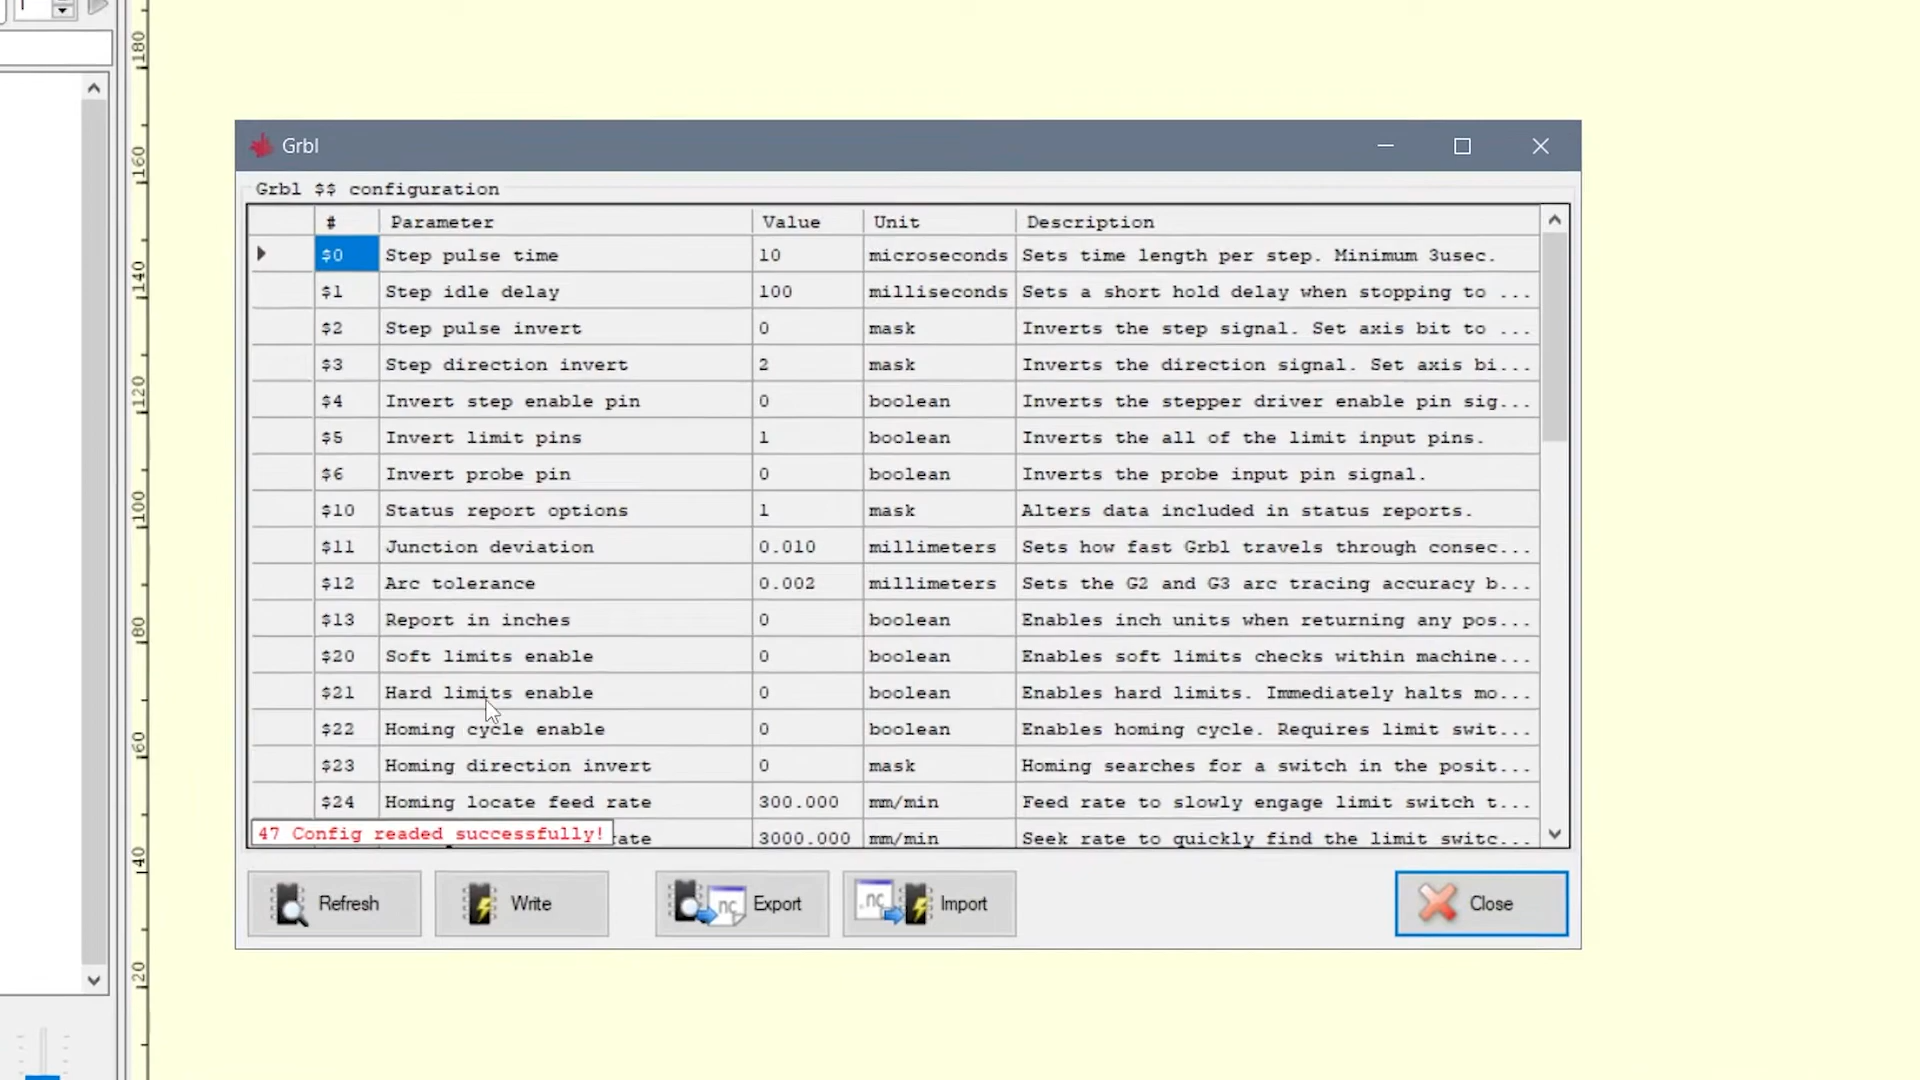 1
180
160
140
120
100
80
60
140
120
Grbl
Grbl $$ configuration
# Parameter Value Unit Description
$0 Step pulse time 10 microseconds Sets time length per step. Minimum 3usec.
$1 Step idle delay 100 milliseconds Sets a short hold delay when stopping to ...
$2 Step pulse invert 0 mask Inverts the step signal. Set axis bit to ...
$3 Step direction invert 2 mask Inverts the direction signal. Set axis bi...
$4 Invert step enable pin 0 boolean Inverts the stepper driver enable pin sig...
$5 Invert limit pins 1 boolean Inverts the all of the limit input pins.
$6 Invert probe pin 0 boolean Inverts the probe input pin signal.
$10 Status report options 1 mask Alters data included in status reports.
$11 Junction deviation 0.010 millimeters Sets how fast Grbl travels through consec...
$12 Arc tolerance 0.002 millimeters Sets the G2 and G3 arc tracing accuracy b...
$13 Report in inches 0 boolean Enables inch units when returning any pos...
$20 Soft limits enable 0 boolean Enables soft limits checks within machine...
$21 Hard limits enable 0 boolean Enables hard limits. Immediately halts mo...
$22 Homing cycle enable 0 boolean Enables homing cycle. Requires limit swit...
$23 Homing direction invert 0 mask Homing searches for a switch in the posit...
$24 Homing locate feed rate 300.000 mm/min Feed rate to slowly engage limit switch t...
47 Config readed successfully! rate 3000.000 mm/min Seek rate to quickly find the limit switc...
Refresh Write nc Export .nc Import Close